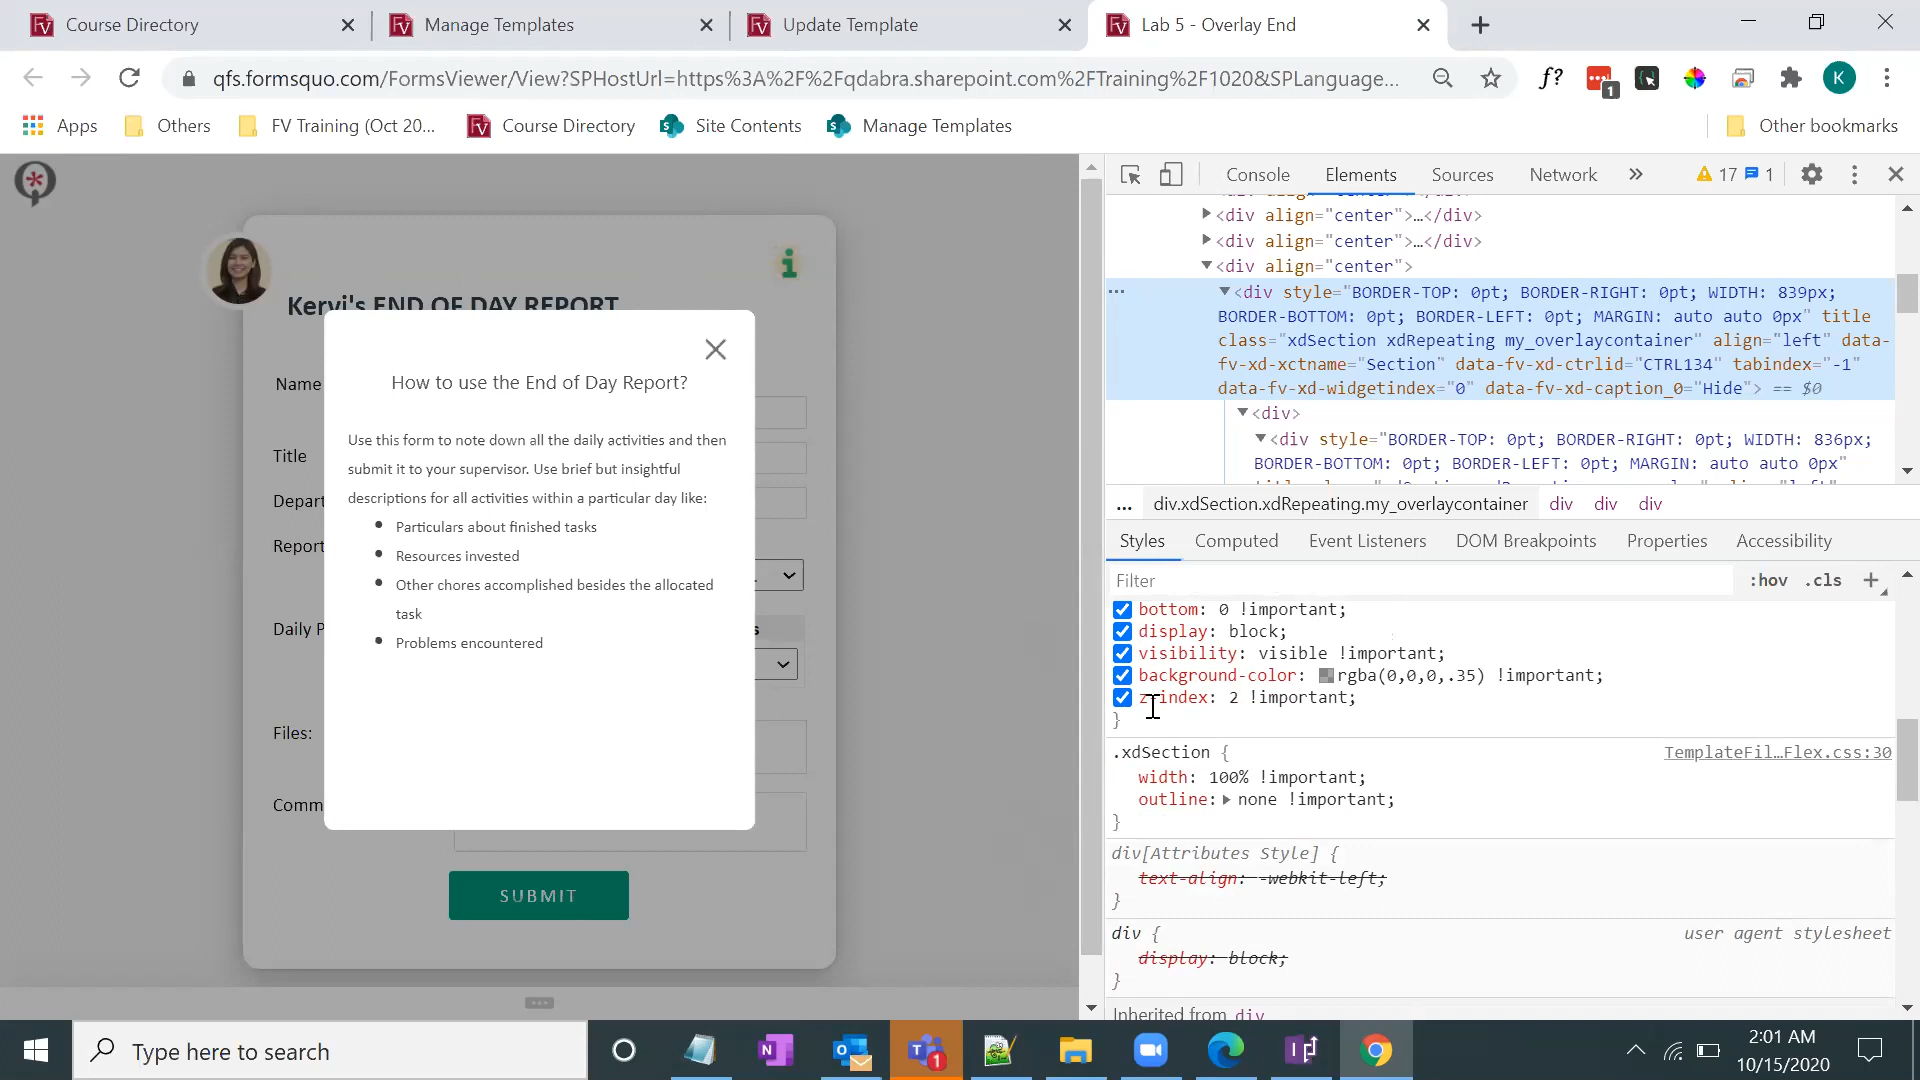 Course Directory
Manage Templates
Update Template
Lab 5 - Overlay End
qfs.formsquo.com/FormsViewer/View?SPHostUrl=https%3A%2F%2Fqdabra.sharepoint.com%2FTraining%2F1020&SPLanguage...
f?
1
K
Apps
Others
FV Training (Oct 20...
Course Directory
Site Contents
Manage Templates
Other bookmarks
Console
Elements
Sources
Network
17
1
<div align="center">…</div>
<div align="center">…</div>
<div align="center">
<div style="BORDER-TOP: 0pt; BORDER-RIGHT: 0pt; WIDTH: 839px;
BORDER-BOTTOM: 0pt; BORDER-LEFT: 0pt; MARGIN: auto auto 0px" title
class="xdSection xdRepeating my_overlaycontainer" align="left" data-
fv-xd-xctname="Section" data-fv-xd-ctrlid="CTRL134" tabindex="-1"
data-fv-xd-widgetindex="0" data-fv-xd-caption_0="Hide"> == $0
<div>
<div style="BORDER-TOP: 0pt; BORDER-RIGHT: 0pt; WIDTH: 836px;
BORDER-BOTTOM: 0pt; BORDER-LEFT: 0pt; MARGIN: auto auto 0px"
... div.xdSection.xdRepeating.my_overlaycontainer div div div
Styles
Computed
Event Listeners
DOM Breakpoints
Properties
Accessibility
Filter
:hov .cls +
bottom: 0 !important;
display: block;
visibility: visible !important;
background-color: rgba(0,0,0,.35) !important;
z-index: 2 !important;
}
.xdSection {
TemplateFil…Flex.css:30
width: 100% !important;
outline: none !important;
}
div[Attributes Style] {
text-align: -webkit-left;
}
div {
user agent stylesheet
display: block;
}
Inherited from div
Kervi's END OF DAY REPORT
Name
Title
Depart
Report
Daily P
Files:
Comm
SUBMIT
How to use the End of Day Report?
Use this form to note down all the daily activities and then
submit it to your supervisor. Use brief but insightful
descriptions for all activities within a particular day like:
Particulars about finished tasks
Resources invested
Other chores accomplished besides the allocated
task
Problems encountered
Type here to search
2:01 AM
10/15/2020